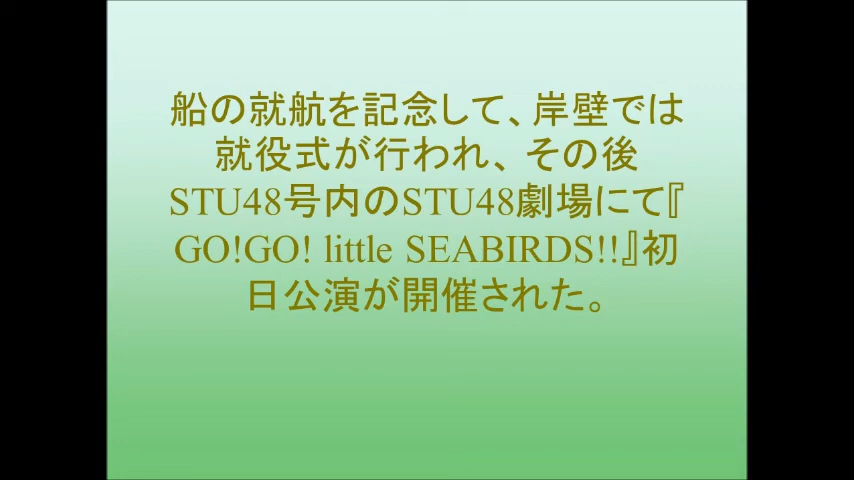 船の就航を記念して、岸壁では
就役式が行われ、その後
STU48号内のSTU48劇場にて『
GO!GO! little SEABIRDS!!』初
日公演が開催された。